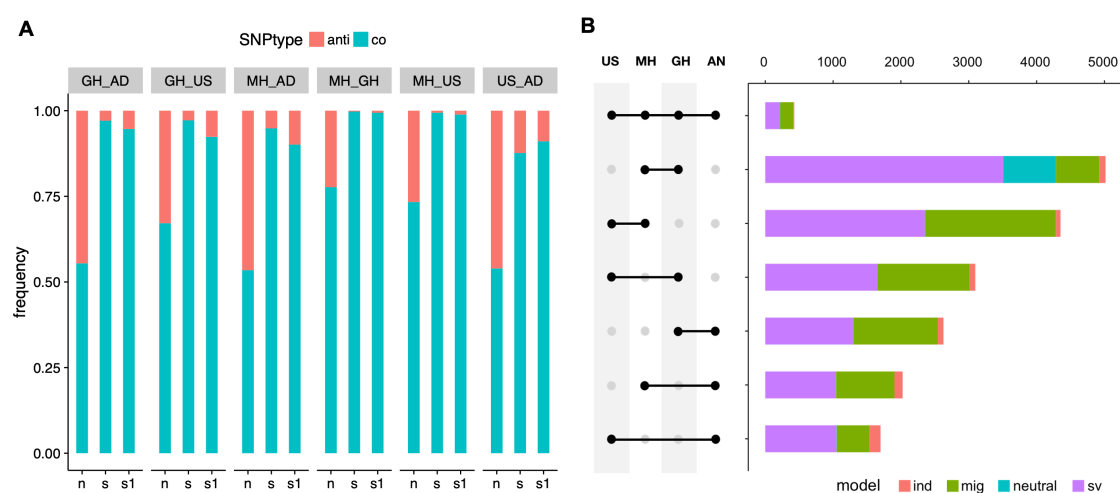 A
SNPtype anti co
GH_AD GH_US MH_AD MH_GH MH_US US_AD
1.00
0.75
0.50
0.25
0.00
frequency
n s s1 n s s1 n s s1 n s s1 n s s1 n s s1
B
US MH GH AN
0 1000 2000 3000 4000 5000
model ind mig neutral sv